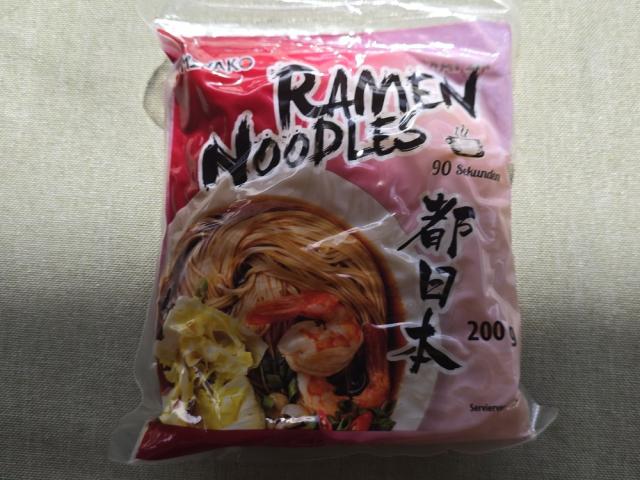 RAMEN
NOODLES
90 Sekunden
都日本
200 g